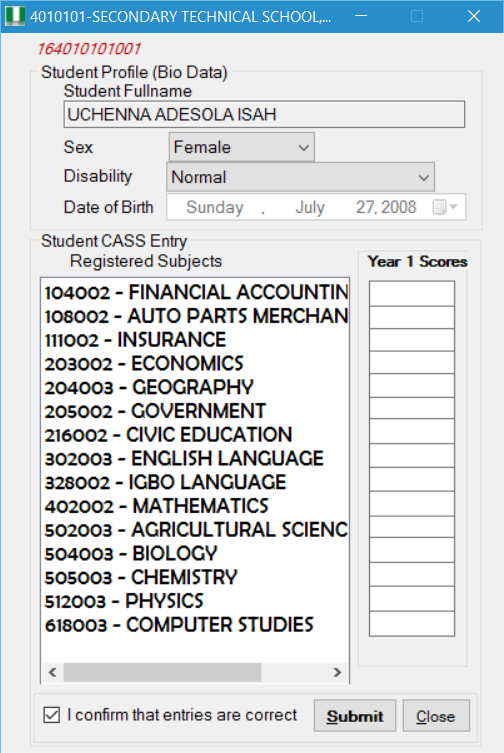 4010101-SECONDARY TECHNICAL SCHOOL,...
164010101001
Student Profile (Bio Data)
Student Fullname
UCHENNA ADESOLA ISAH
Sex Female
Disability Normal
Date of Birth Sunday , July 27, 2008
Student CASS Entry
Registered Subjects Year 1 Scores
104002 - FINANCIAL ACCOUNTIN
108002 - AUTO PARTS MERCHAN
111002 - INSURANCE
203002 - ECONOMICS
204003 - GEOGRAPHY
205002 - GOVERNMENT
216002 - CIVIC EDUCATION
302003 - ENGLISH LANGUAGE
328002 - IGBO LANGUAGE
402002 - MATHEMATICS
502003 - AGRICULTURAL SCIENC
504003 - BIOLOGY
505003 - CHEMISTRY
512003 - PHYSICS
618003 - COMPUTER STUDIES
I confirm that entries are correct Submit Close